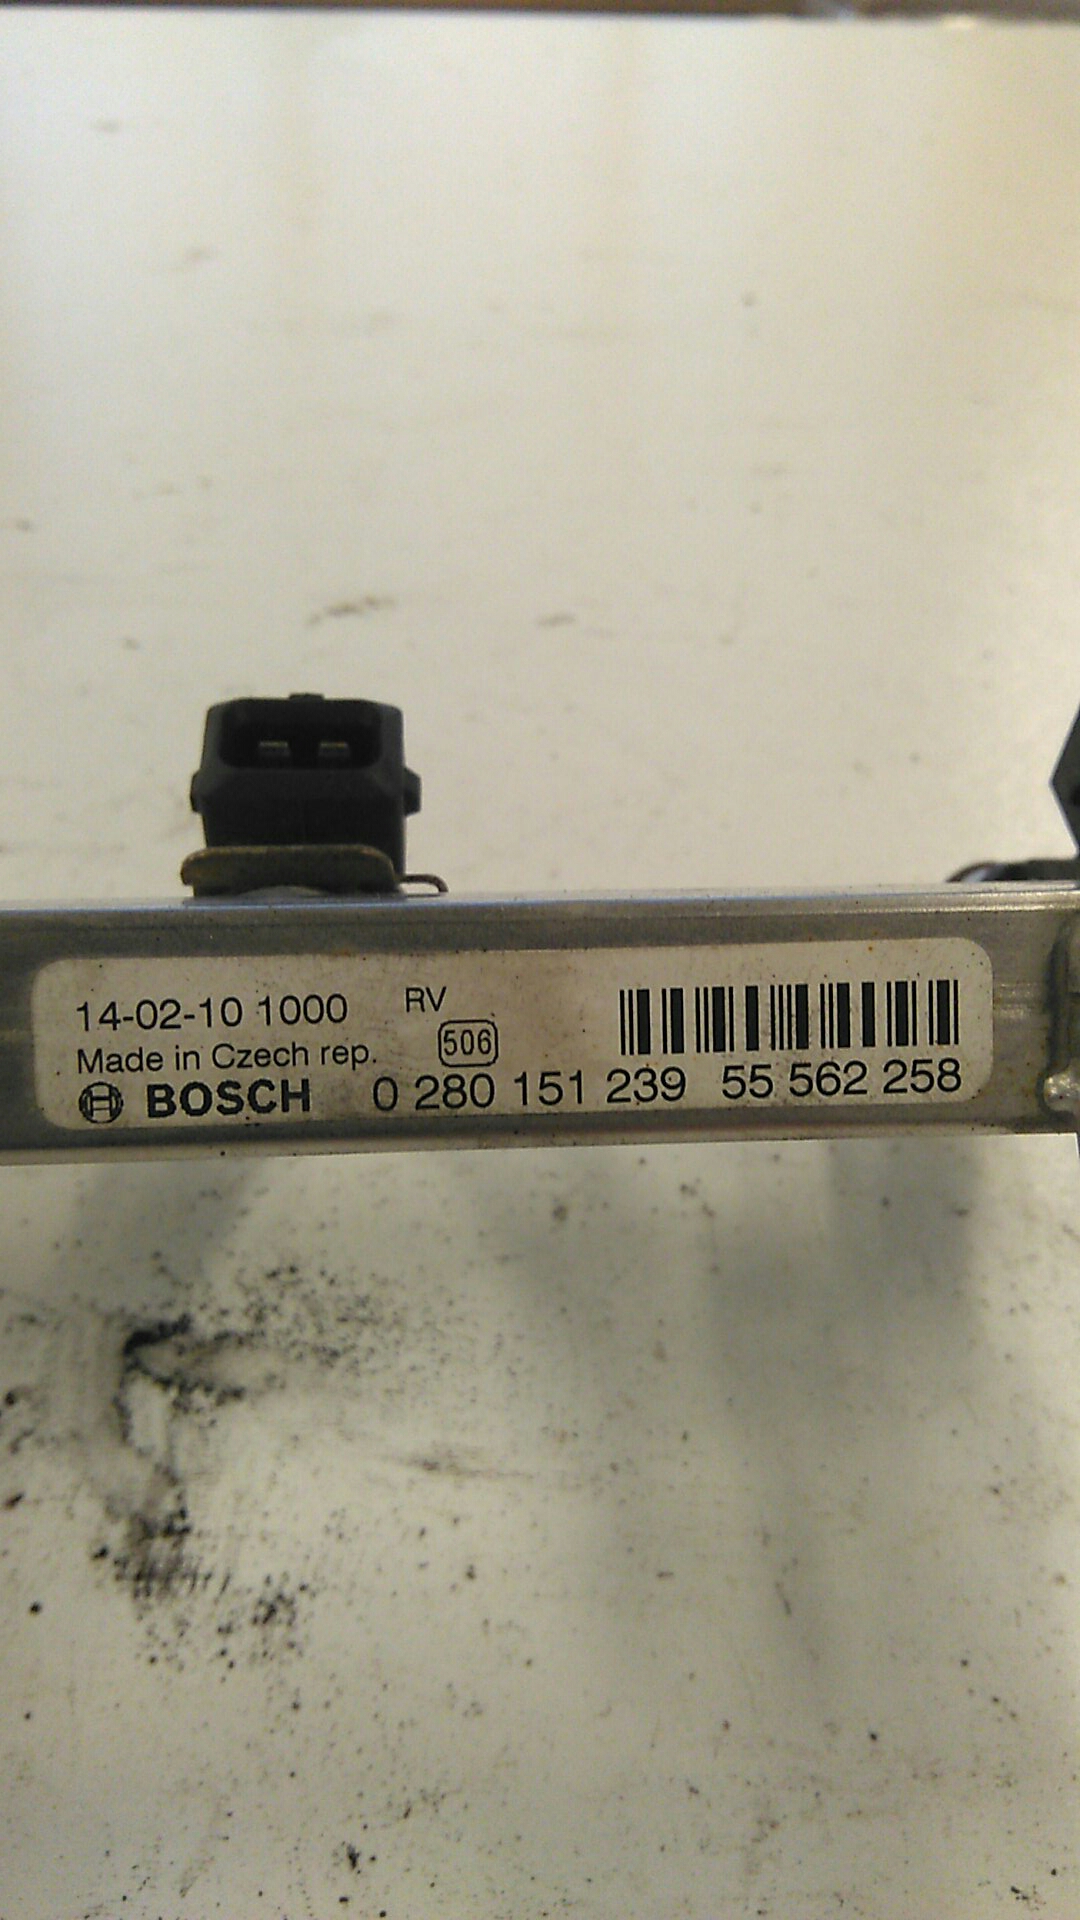 14-02-10 1000 RV
Made in Czech rep. 506
BOSCH 0 280 151 239 55 562 258